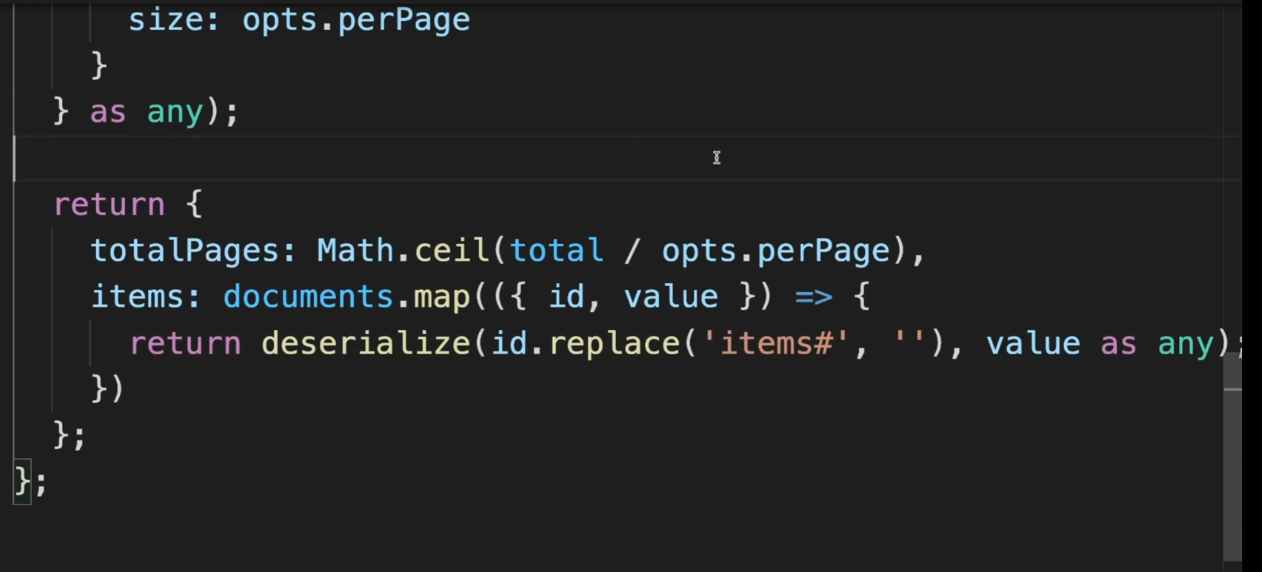 size: opts.perPage
}
} as any);
return {
totalPages: Math.ceil(total / opts.perPage),
items: documents.map(({ id, value }) => {
return deserialize(id.replace('items#', ''), value as any);
})
};
};